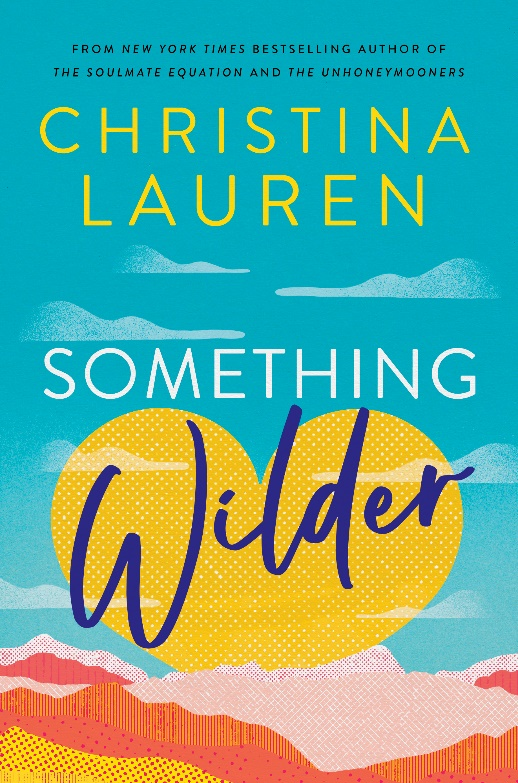 FROM NEW YORK TIMES BESTSELLING AUTHOR OF
THE SOULMATE EQUATION AND THE UNHONEYMOONERS
CHRISTINA
LAUREN
SOMETHING
Wilder